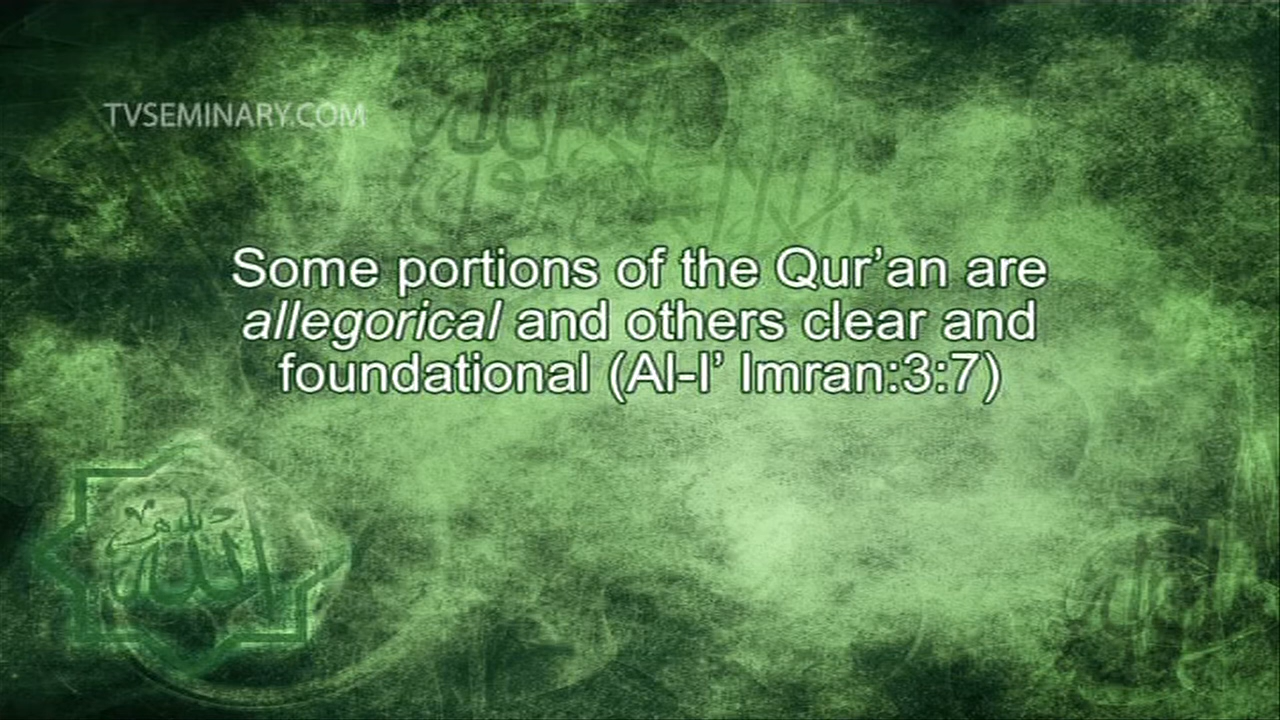 TVSEMINARY.COM
Some portions of the Qur’an are
allegorical and others clear and
foundational (Al-I’ Imran:3:7)
الله